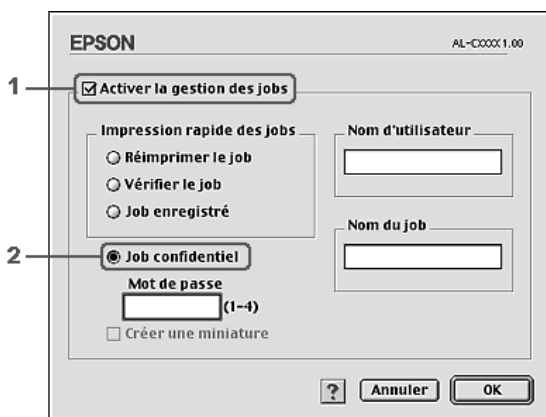 EPSON
AL-CXXXX 1.00
1
Activer la gestion des jobs
Impression rapide des jobs
Réimprimer le job
Vérifier le job
Job enregistré
2
Job confidentiel
Mot de passe
(1-4)
Créer une miniature
Nom d'utilisateur
Nom du job
?
Annuler
OK